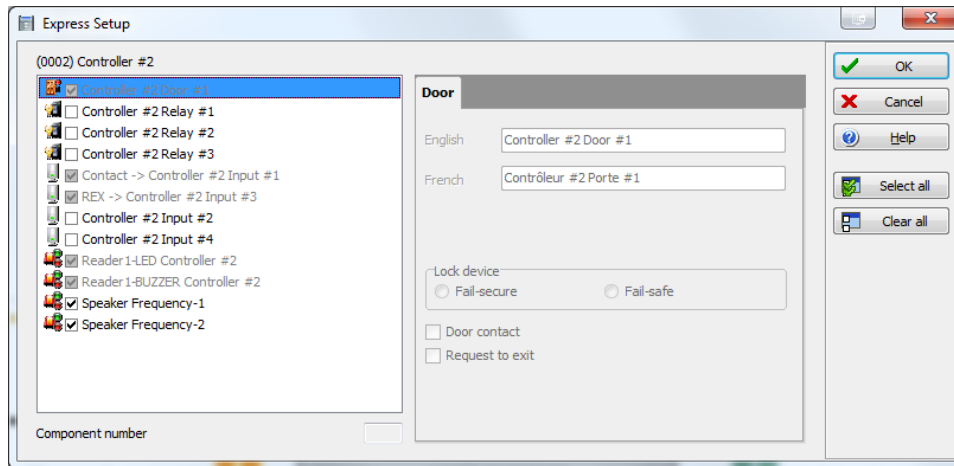 Express Setup
(0002) Controller #2
Controller #2 Door #1
Controller #2 Relay #1
Controller #2 Relay #2
Controller #2 Relay #3
Contact -> Controller #2 Input #1
REX -> Controller #2 Input #3
Controller #2 Input #2
Controller #2 Input #4
Reader1-LED Controller #2
Reader1-BUZZER Controller #2
Speaker Frequency-1
Speaker Frequency-2
Component number
Door
English Controller #2 Door #1
French Contrôleur #2 Porte #1
Lock device
Fail-secure Fail-safe
Door contact
Request to exit
OK
Cancel
Help
Select all
Clear all